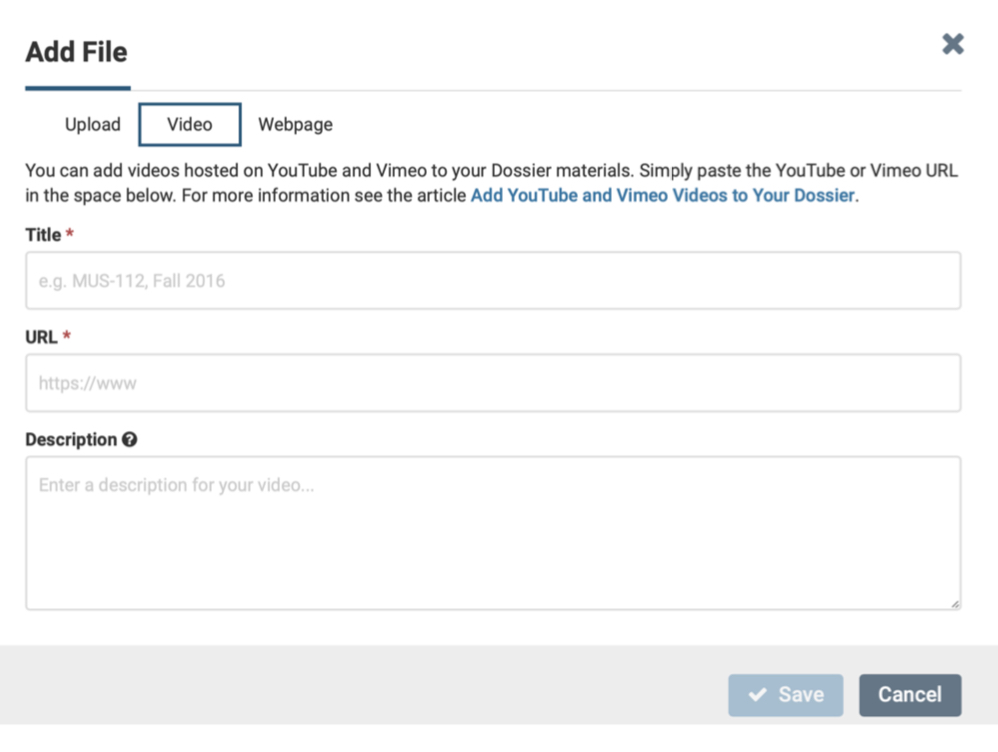 Add File
Upload
Video
Webpage
You can add videos hosted on YouTube and Vimeo to your Dossier materials. Simply paste the YouTube or Vimeo URL
in the space below. For more information see the article Add YouTube and Vimeo Videos to Your Dossier.
Title *
e.g. MUS-112, Fall 2016
URL *
https://www
Description ?
Enter a description for your video...
Save
Cancel